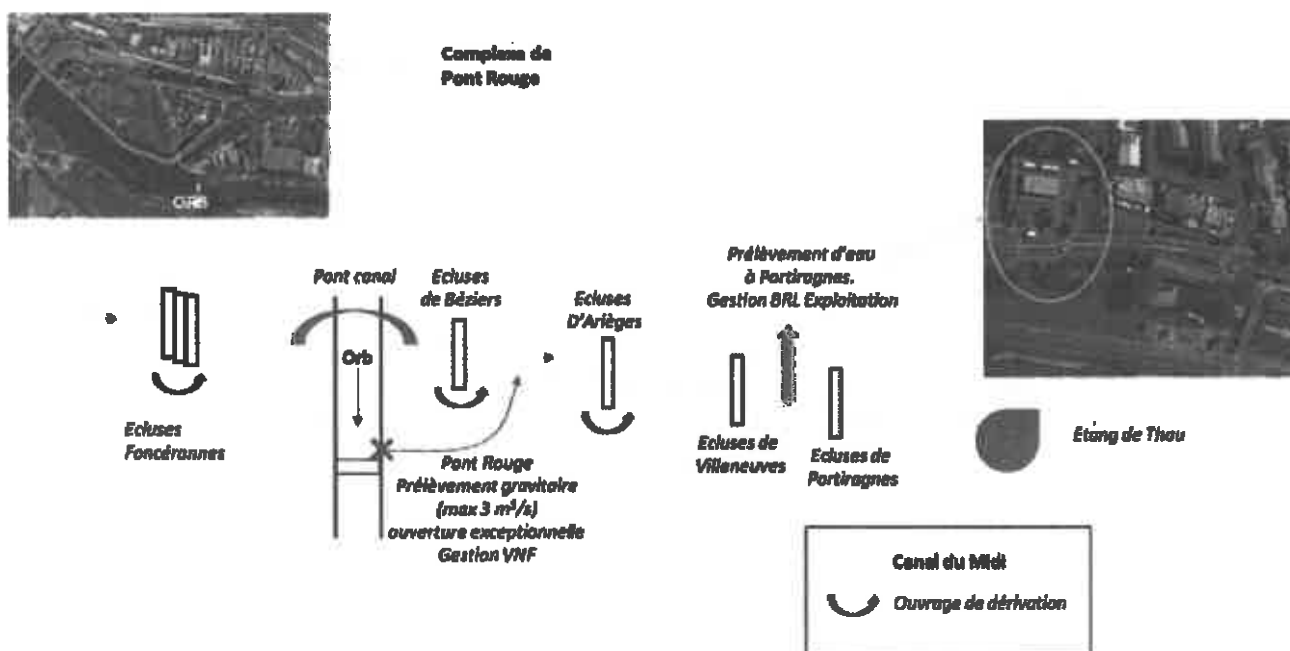 Complexe de
Pont Rouge
ORB
Pont canal
Ecluses
de Béziers
Ecluses
D'Arièges
Prélèvement d'eau
à Portiragnes.
Gestion BRL Exploitation
Orb
Ecluses
Foncérannes
Pont Rouge
Prélèvement gravitaire
(max 3 m³/s)
ouverture exceptionnelle
Gestion VNF
Ecluses de
Villeneuves
Ecluses de
Portiragnes
Etang de Thau
Canal du Midi
Ouvrage de dérivation